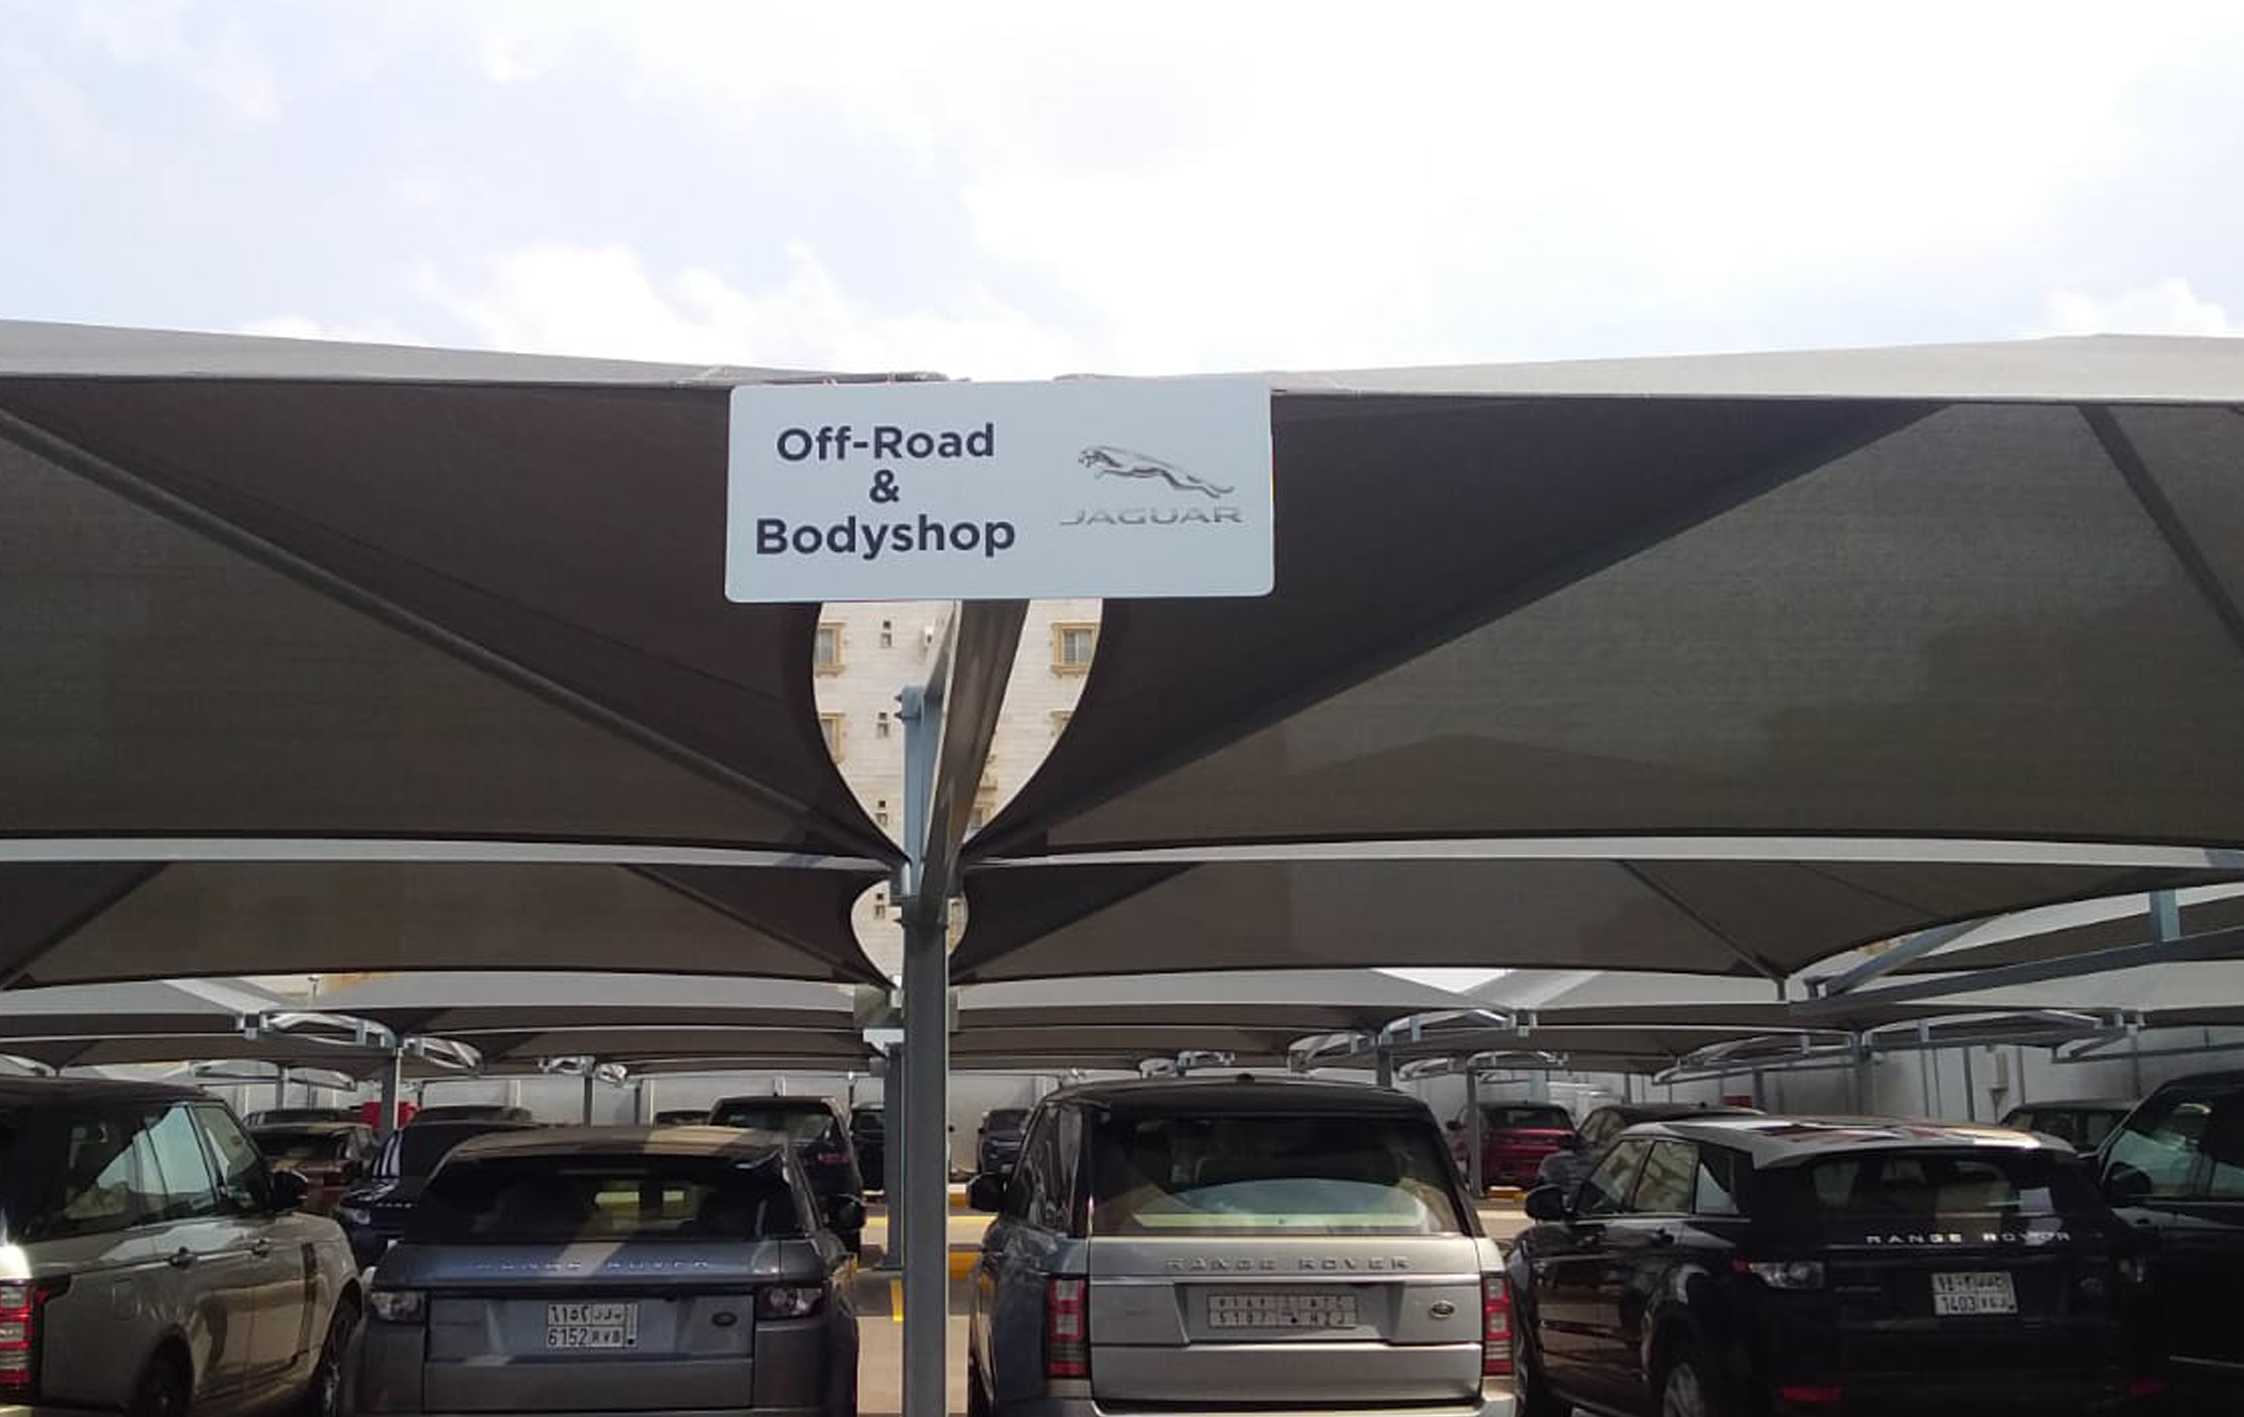 Off-Road
&
Bodyshop
JAGUAR
RANGE ROVER
RANGE ROVER
RANGE ROVER
6152
1403